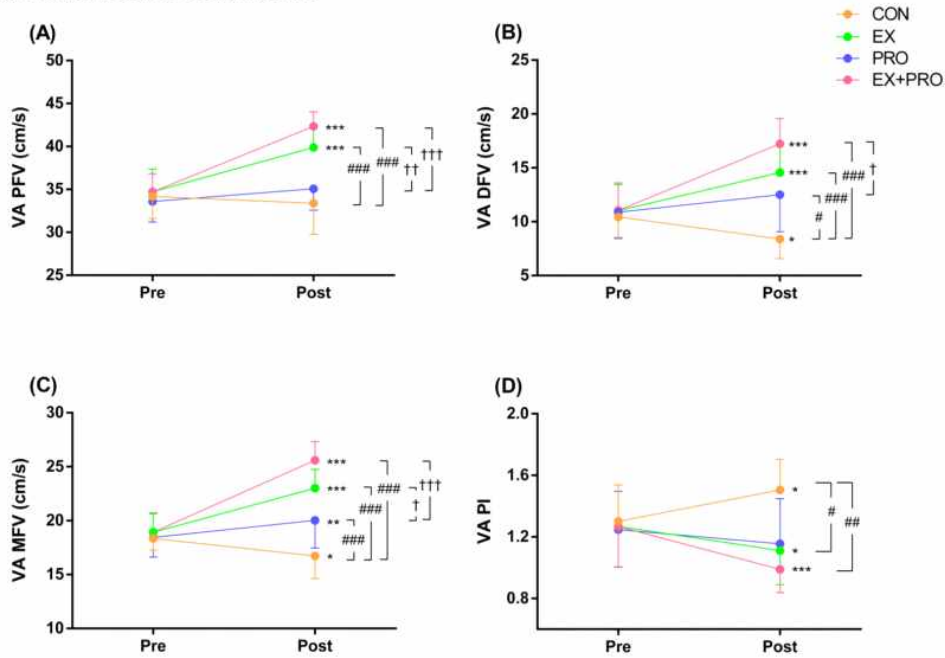 CON
EX
PRO
EX+PRO
(A)
VA PFV (cm/s)
50
45
40
35
30
25
Pre
Post
***
***
###
###
††
†††
(B)
VA DFV (cm/s)
25
20
15
10
5
Pre
Post
***
***
*
#
###
###
†
(C)
VA MFV (cm/s)
30
25
20
15
10
Pre
Post
***
***
**
*
###
###
###
†
†††
(D)
VA PI
2.0
1.6
1.2
0.8
Pre
Post
*
*
***
#
##